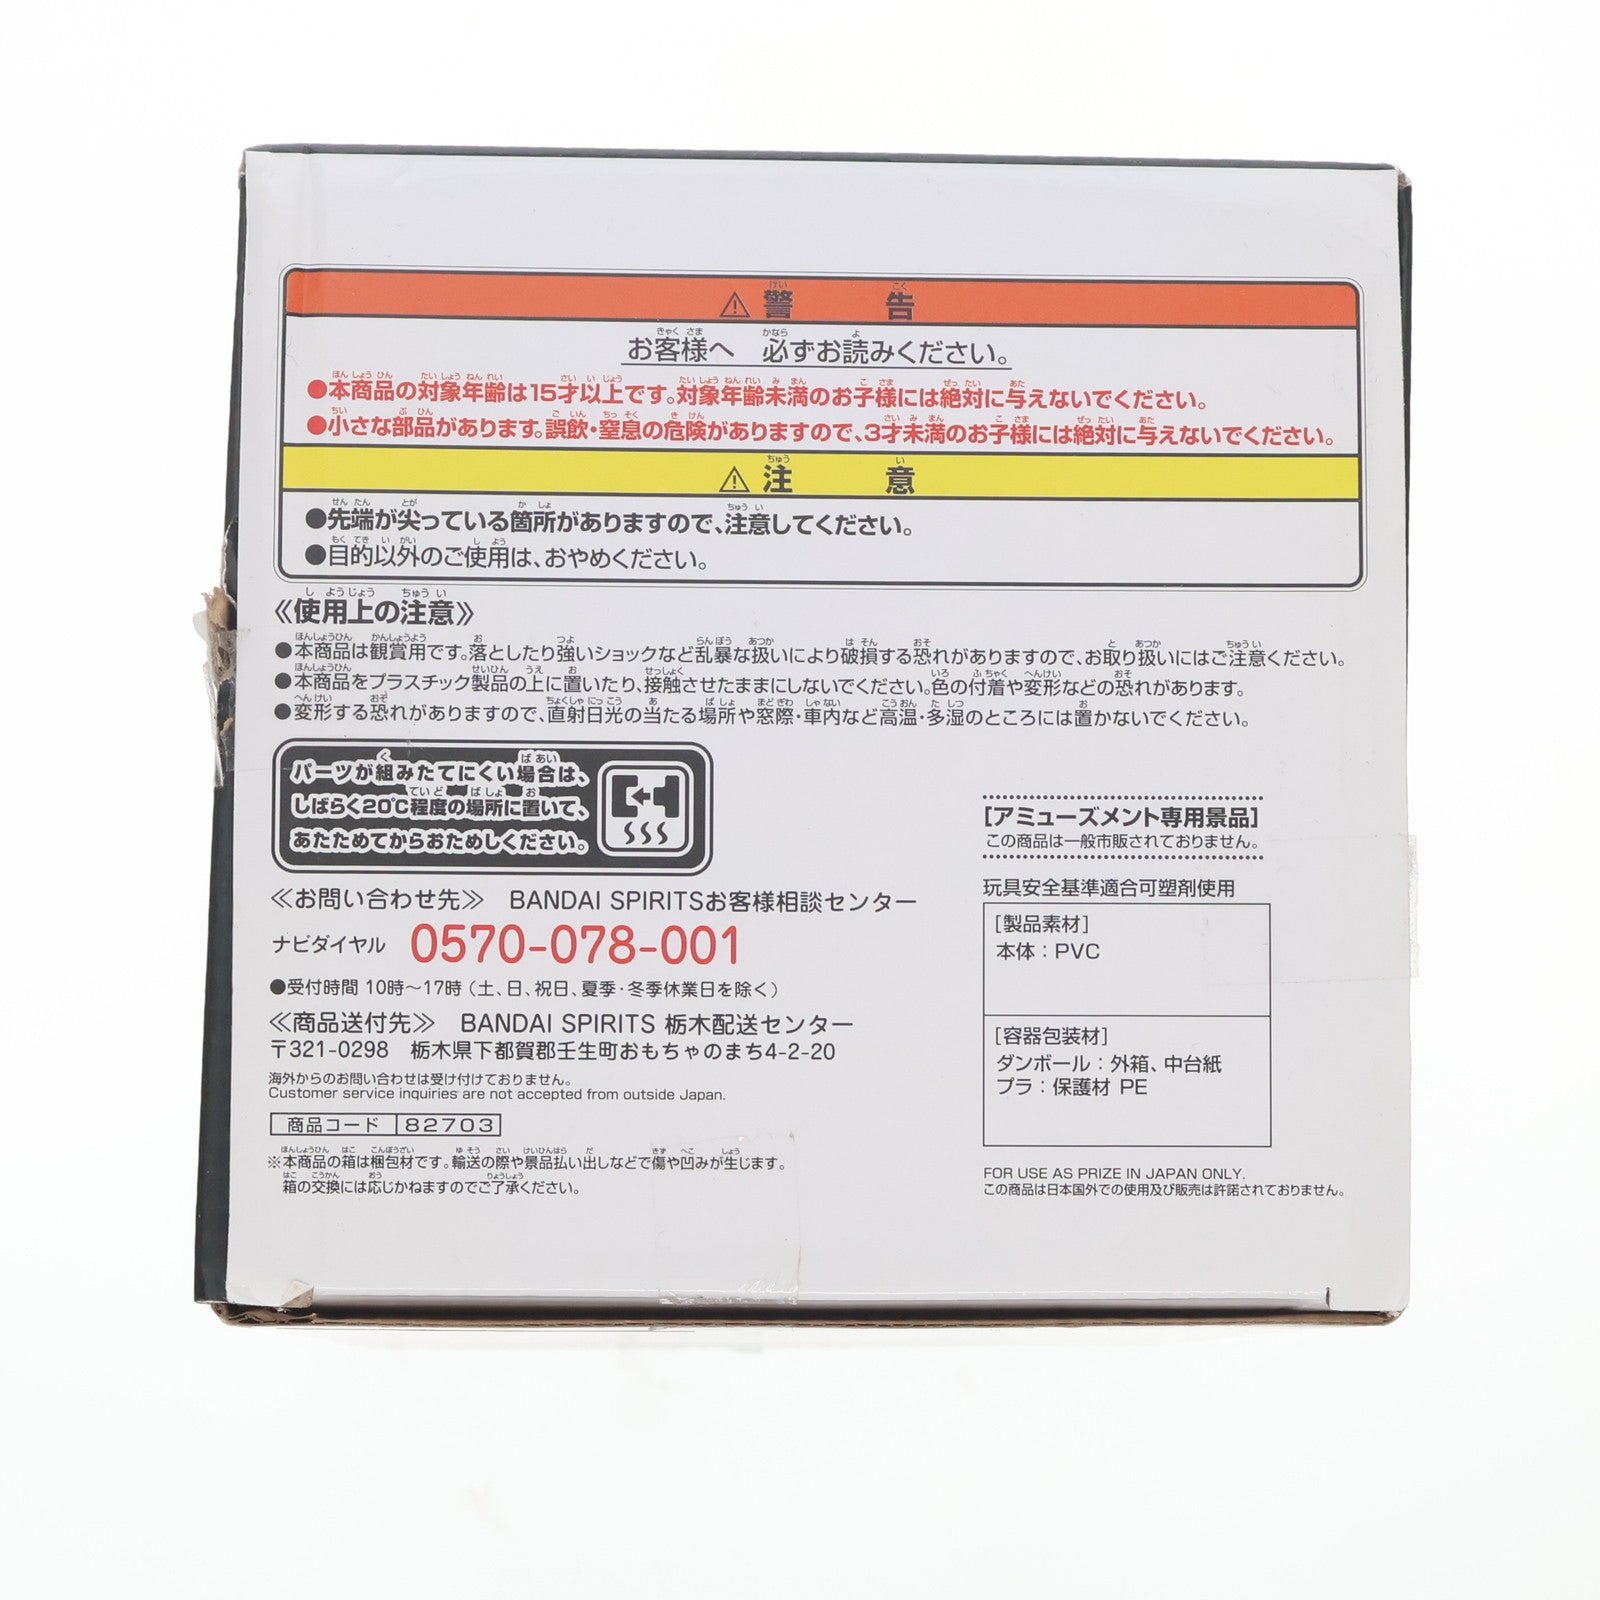 ⚠警告
お客様へ 必ずお読みください。
●本商品の対象年齢は15才以上です。対象年齢未満のお子様には絶対に与えないでください。
●小さな部品があります。誤飲・窒息の危険がありますので、3才未満のお子様には絶対に与えないでください。
⚠注意
●先端が尖っている箇所がありますので、注意してください。
●目的以外のご使用は、おやめください。
《使用上の注意》
●本商品は観賞用です。落としたり強いショックなど乱暴な扱いにより破損する恐れがありますので、お取り扱いにはご注意ください。
●本商品をプラスチック製品の上に置いたり、接触させたままにしないでください。色の付着や変形などの恐れがあります。
●変形する恐れがありますので、直射日光の当たる場所や窓際・車内など高温・多湿のところには置かないでください。
パーツが組みたてにくい場合は、
しばらく20℃程度の場所に置いて、
あたためてからおためしください。
≪お問い合わせ先≫ BANDAI SPIRITSお客様相談センター
ナビダイヤル 0570-078-001
●受付時間 10時～17時(土、日、祝日、夏季・冬季休業日を除く)
≪商品送付先≫ BANDAI SPIRITS 栃木配送センター
〒321-0298 栃木県下都賀郡壬生町おもちゃのまち4-2-20
海外からのお問い合わせは受け付けておりません。
Customer service inquiries are not accepted from outside Japan.
商品コード 82703
※本商品の箱は梱包材です。輸送の際や景品払い出しなどで傷や凹みが生じます。
箱の交換には応じかねますのでご了承ください。
[アミューズメント専用景品]
この商品は一般市販されておりません。
玩具安全基準適合可塑剤使用
[製品素材]
本体：PVC
[容器包装材]
ダンボール：外箱、中台紙
プラ：保護材 PE
FOR USE AS PRIZE IN JAPAN ONLY.
この商品は日本国外での使用及び販売は許諾されておりません。